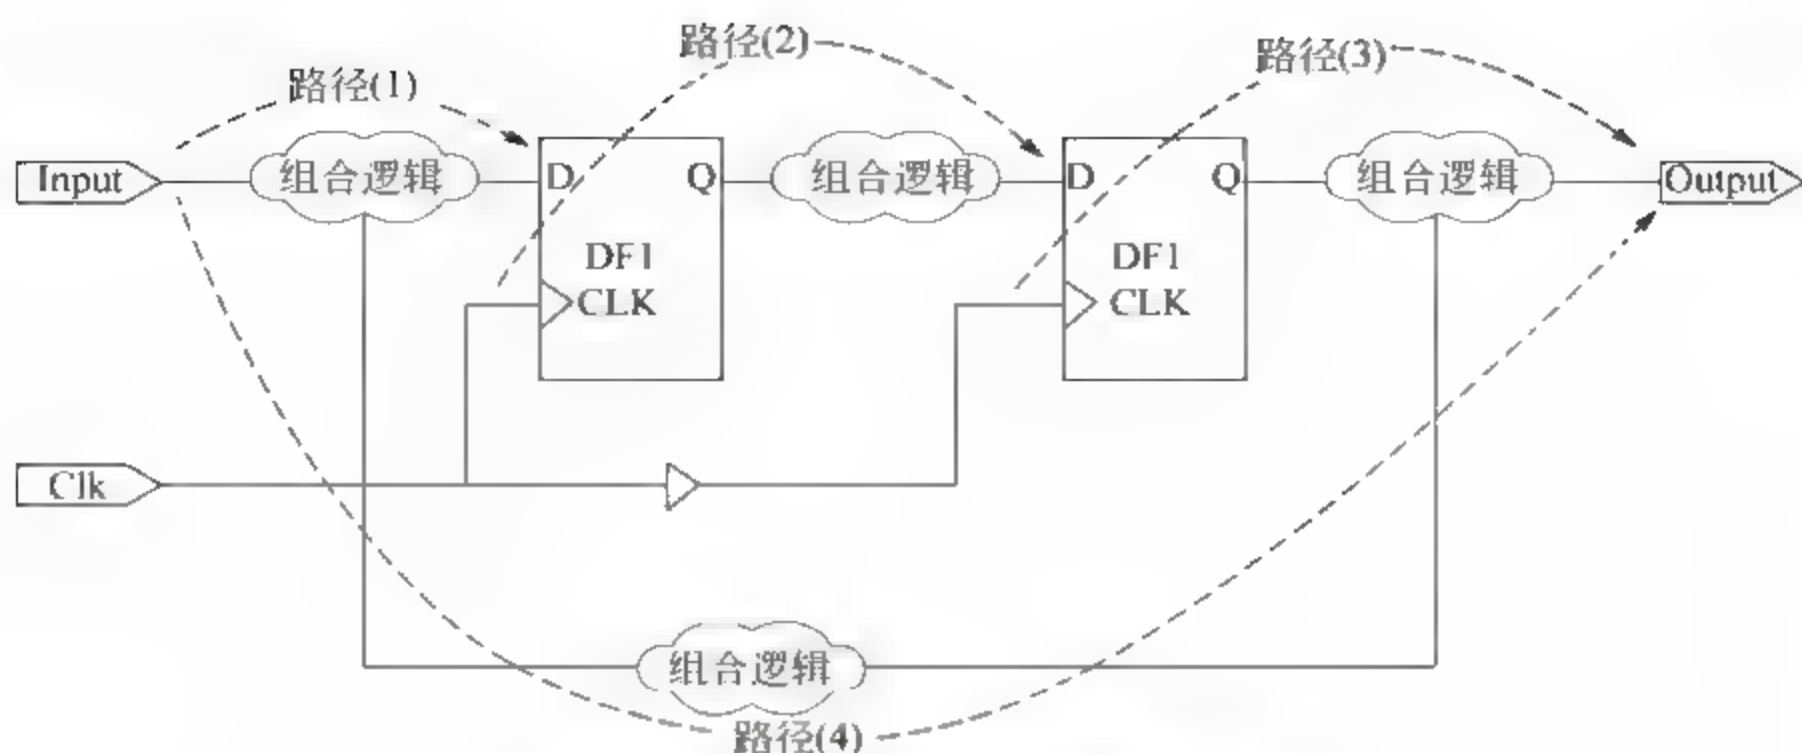 路径(2)
路径(3)
路径(1)
Input
组合逻辑
D
Q
组合逻辑
D
Q
组合逻辑
Output
DF1
CLK
DF1
CLK
Clk
组合逻辑
路径(4)